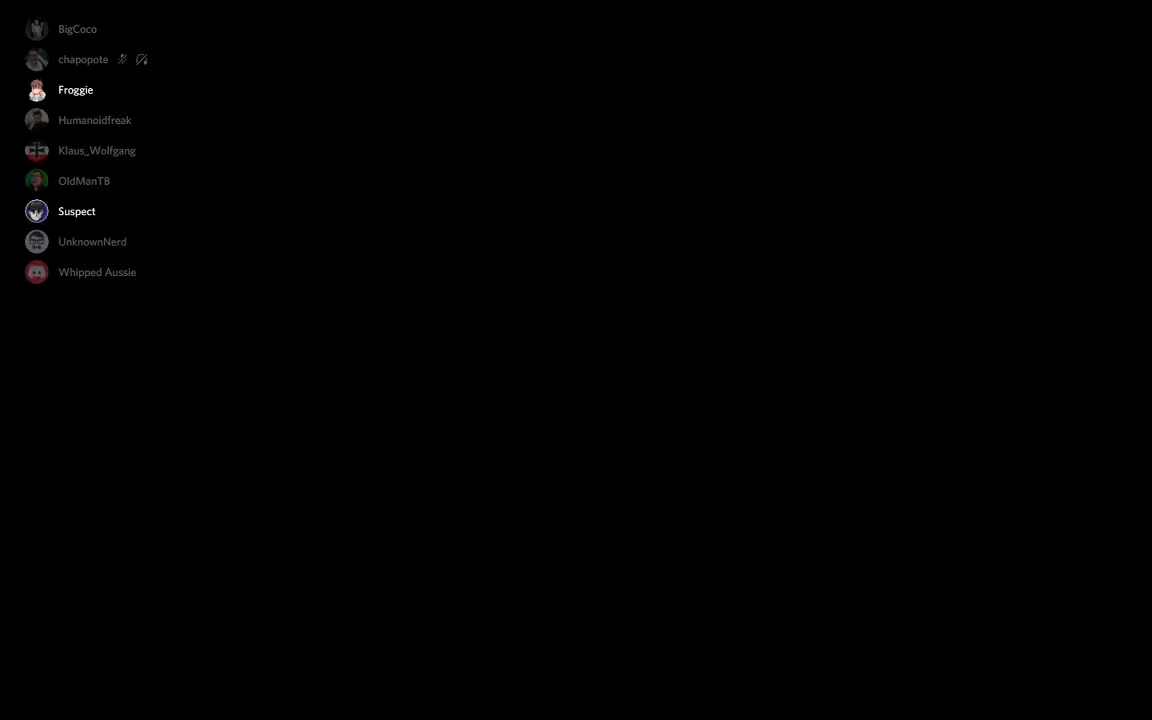 BigCoco
chapopote
Froggie
Humanoidfreak
Klaus_Wolfgang
OldManTB
Suspect
UnknownNerd
Whipped Aussie